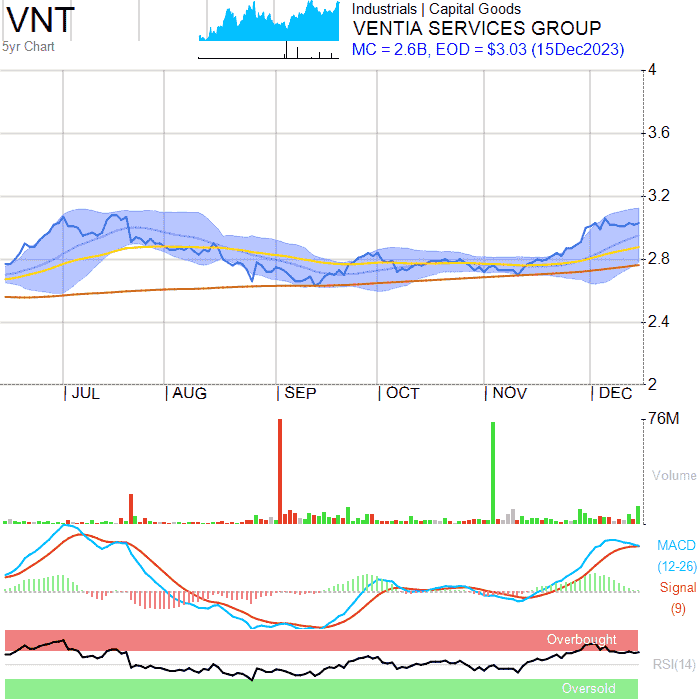 VNT
5yr Chart
Industrials | Capital Goods
VENTIA SERVICES GROUP
MC = 2.6B, EOD = $3.03 (15Dec2023)
4
3.6
3.2
2.8
2.4
2
| JUL | AUG | SEP | OCT | NOV | DEC
76M
Volume
MACD
(12-26)
Signal
(9)
Overbought
RSI(14)
Oversold